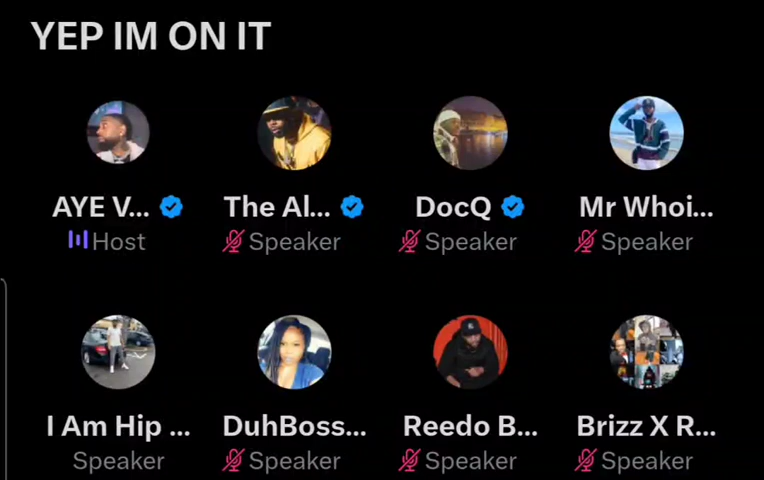 YEP IM ON IT
AYE V... The Al... DocQ Mr Whoi...
Host Speaker Speaker Speaker
I Am Hip ... DuhBoss... Reedo B... Brizz X R...
Speaker Speaker Speaker Speaker